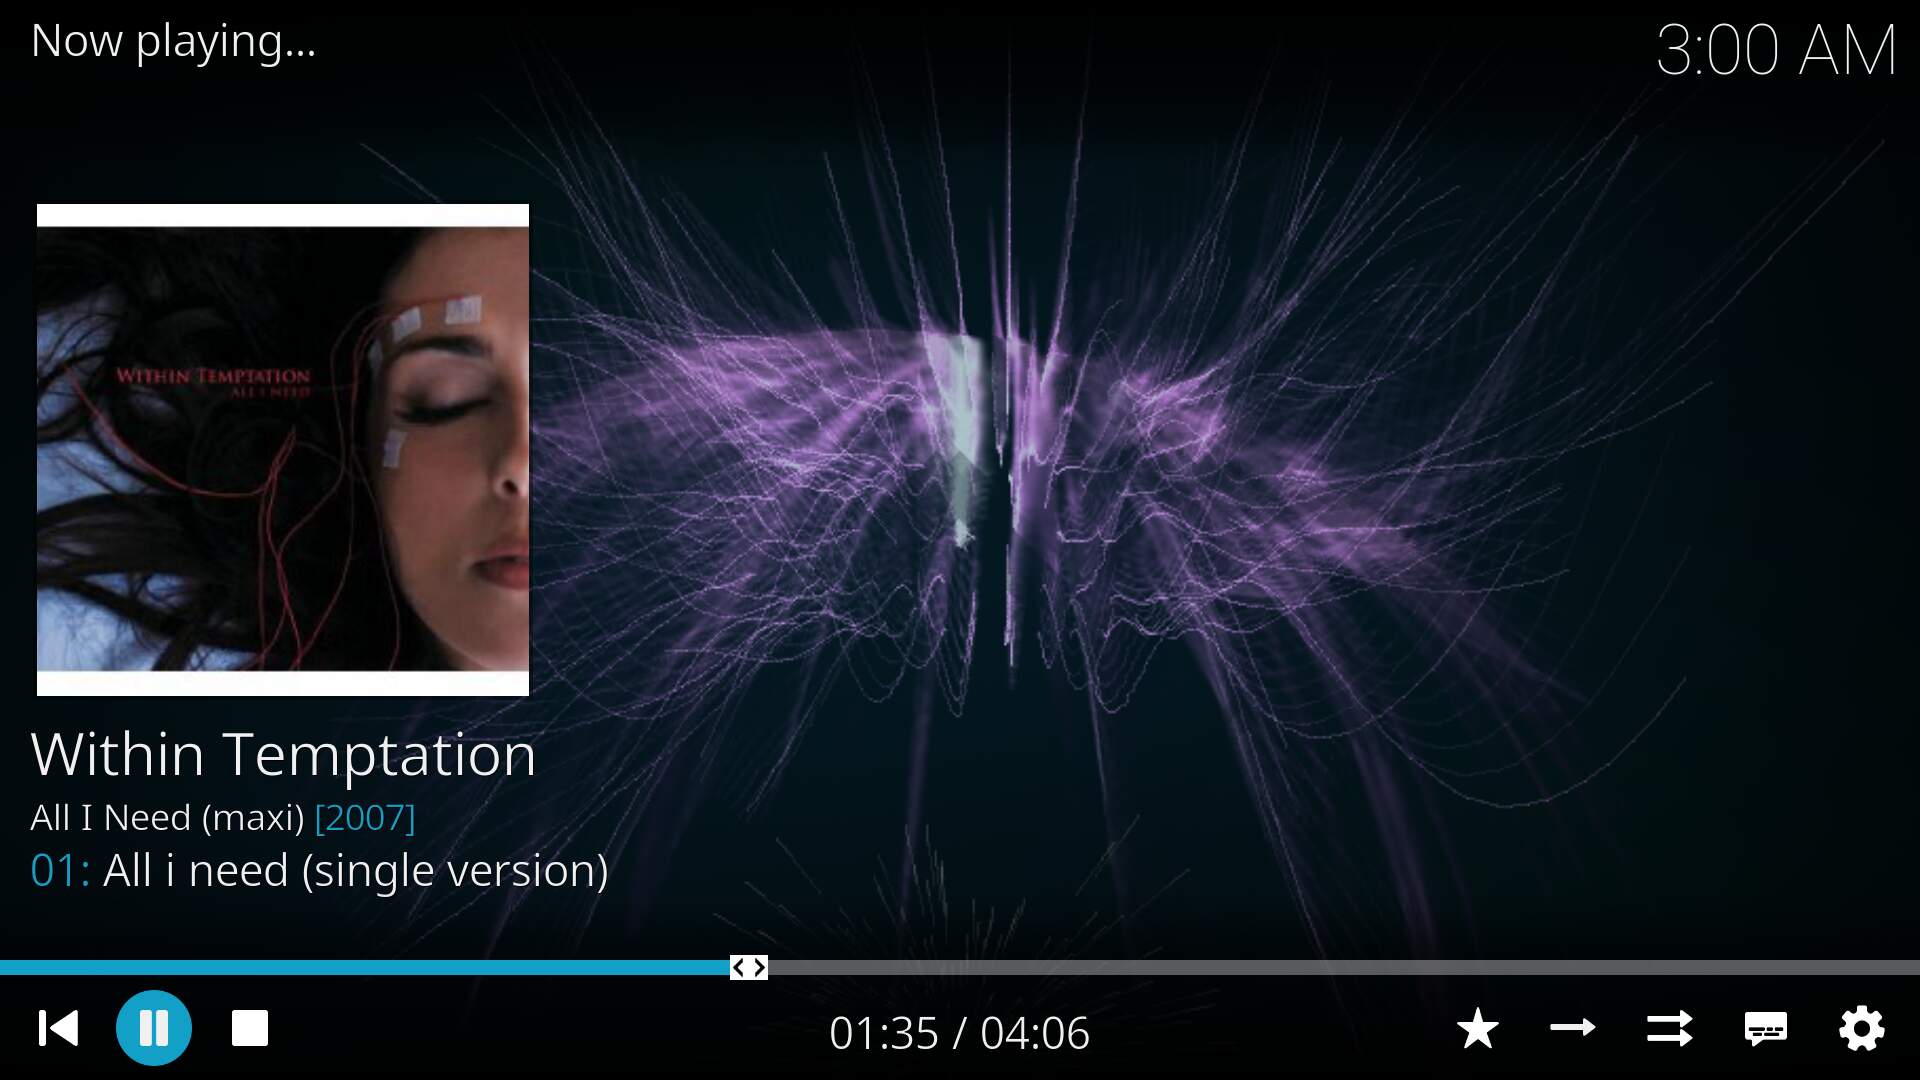 Now playing...
3:00 AM
WITHIN TEMPTATION
ALL I NEED
Within Temptation
All I Need (maxi) [2007]
01: All i need (single version)
01:35 / 04:06